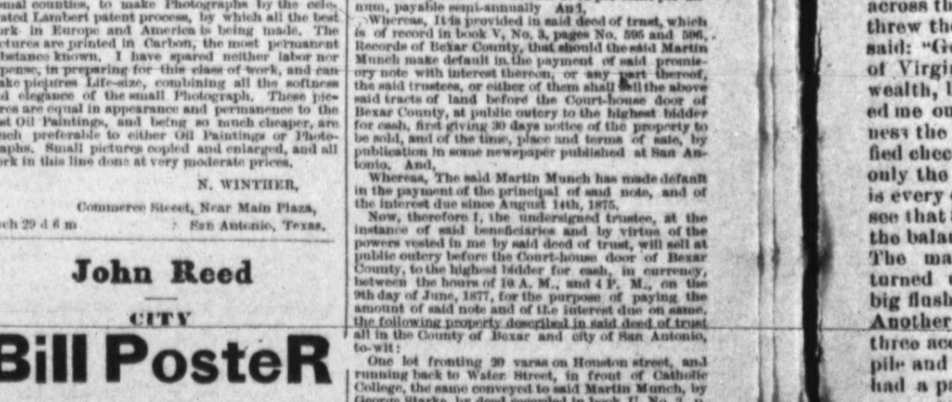 omal counties, to make Photographs by the cele-
ated Lambert patent process, by which all the best
ork in Europe and America is being made. The
ctures are printed in Carbon, the most permanent
bstance known. I have spared neither labor nor
pense, in preparing for this class of work, and can
ake pictures Life-size, combining all the softness
d elegance of the small Photograph. These pic-
res are equal in appearance and permanence to the
st Oil Paintings, and being so much cheaper, are
uch preferable to either Oil Paintings or Photo-
aphs. Small pictures copied and enlarged, and all
ork in this line done at very moderate prices.
N. WINTHER,
Commerce Street, Near Main Plaza,
ch 29 d 6 m San Antonio, Texas.
John Reed
CITY
Bill PosteR
num, payable semi-annually And,
Whereas, It is provided in said deed of trust, which
is of record in book V, No. 3, pages No. 595 and 596,
Records of Bexar County, that should the said Martin
Munch make default in the payment of said promis-
ory note with interest thereon, or any part thereof,
the said trustees, or either of them shall sell the above
said tracts of land before the Court-house door of
Bexar County, at public outery to the highest bidder
for cash, first giving 30 days notice of the property to
be sold, and of the time, place and terms of sale, by
publication in some newspaper published at San An-
tonio. And,
Whereas, The said Martin Munch has made default
in the payment of the principal of said note, and of
the interest due since August 14th, 1875,
Now, therefore I, the undersigned trustee, at the
instance of said beneficiaries and by virtue of the
powers vested in me by said deed of trust, will sell at
public outery before the Court-house door of Bexar
County, to the highest bidder for cash, in currency,
between the hours of 10 A. M., and 4 P. M., on the
9th day of June, 1877, for the purpose of paying the
amount of said note and of the interest due on same,
the following property described in said deed of trust
all in the County of Bexar and city of San Antonio,
to-wit:
One lot fronting 20 varas on Houston street, and
running back to Water Street, in front of Catholic
College, the same conveyed to said Martin Munch, by
across th
threw th
said: "G
of Virgin
wealth, l
ed me o
ness the
fied chec
only the
is every
see that
the balan
The ma
turned
big flush
Another
three ace
pile and
had a p